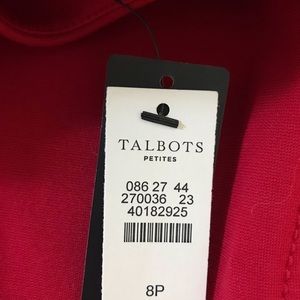 TALBOTS
PETITES
086 27 44
270036 23
40182925
8P